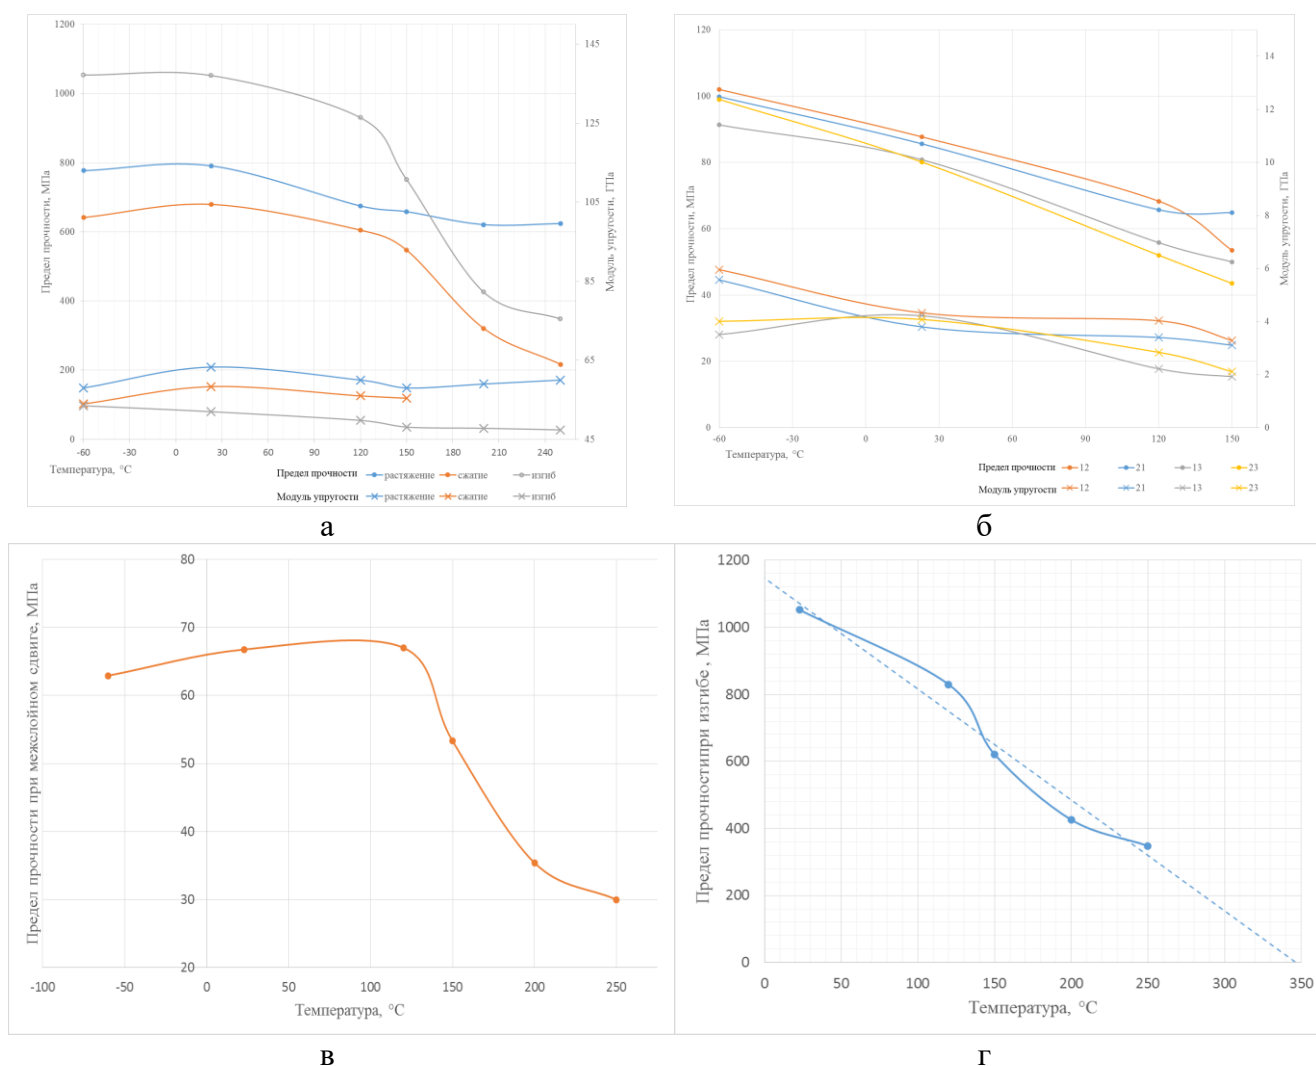 1200
1000
800
600
400
200
0
Предел прочности, МПа
145
125
105
85
65
45
Модуль упругости, ГПа
-60 -30 0 30 60 90 120 150 180 210 240
Температура, °C
Предел прочности растяжение сжатие изгиб
Модуль упругости растяжение сжатие изгиб
а
120
100
80
60
40
20
0
Предел прочности, МПа
14
12
10
8
6
4
2
0
Модуль упругости, ГПа
-60 -30 0 30 60 90 120 150
Температура, °C
Предел прочности 12 21 13 23
Модуль упругости 12 21 13 23
б
80
70
60
50
40
30
20
Предел прочности при межслойном сдвиге, МПа
-100 -50 0 50 100 150 200 250
Температура, °C
в
1200
1000
800
600
400
200
0
Предел прочностипри изгибе , МПа
0 50 100 150 200 250 300 350
Температура, °C
г